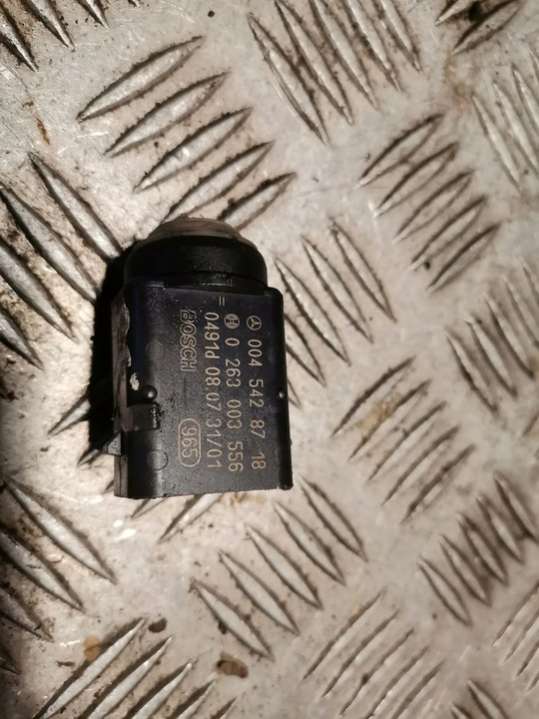 004 542 87 18
0 263 003 556
0491d 08.07 31/01
BOSCH 965